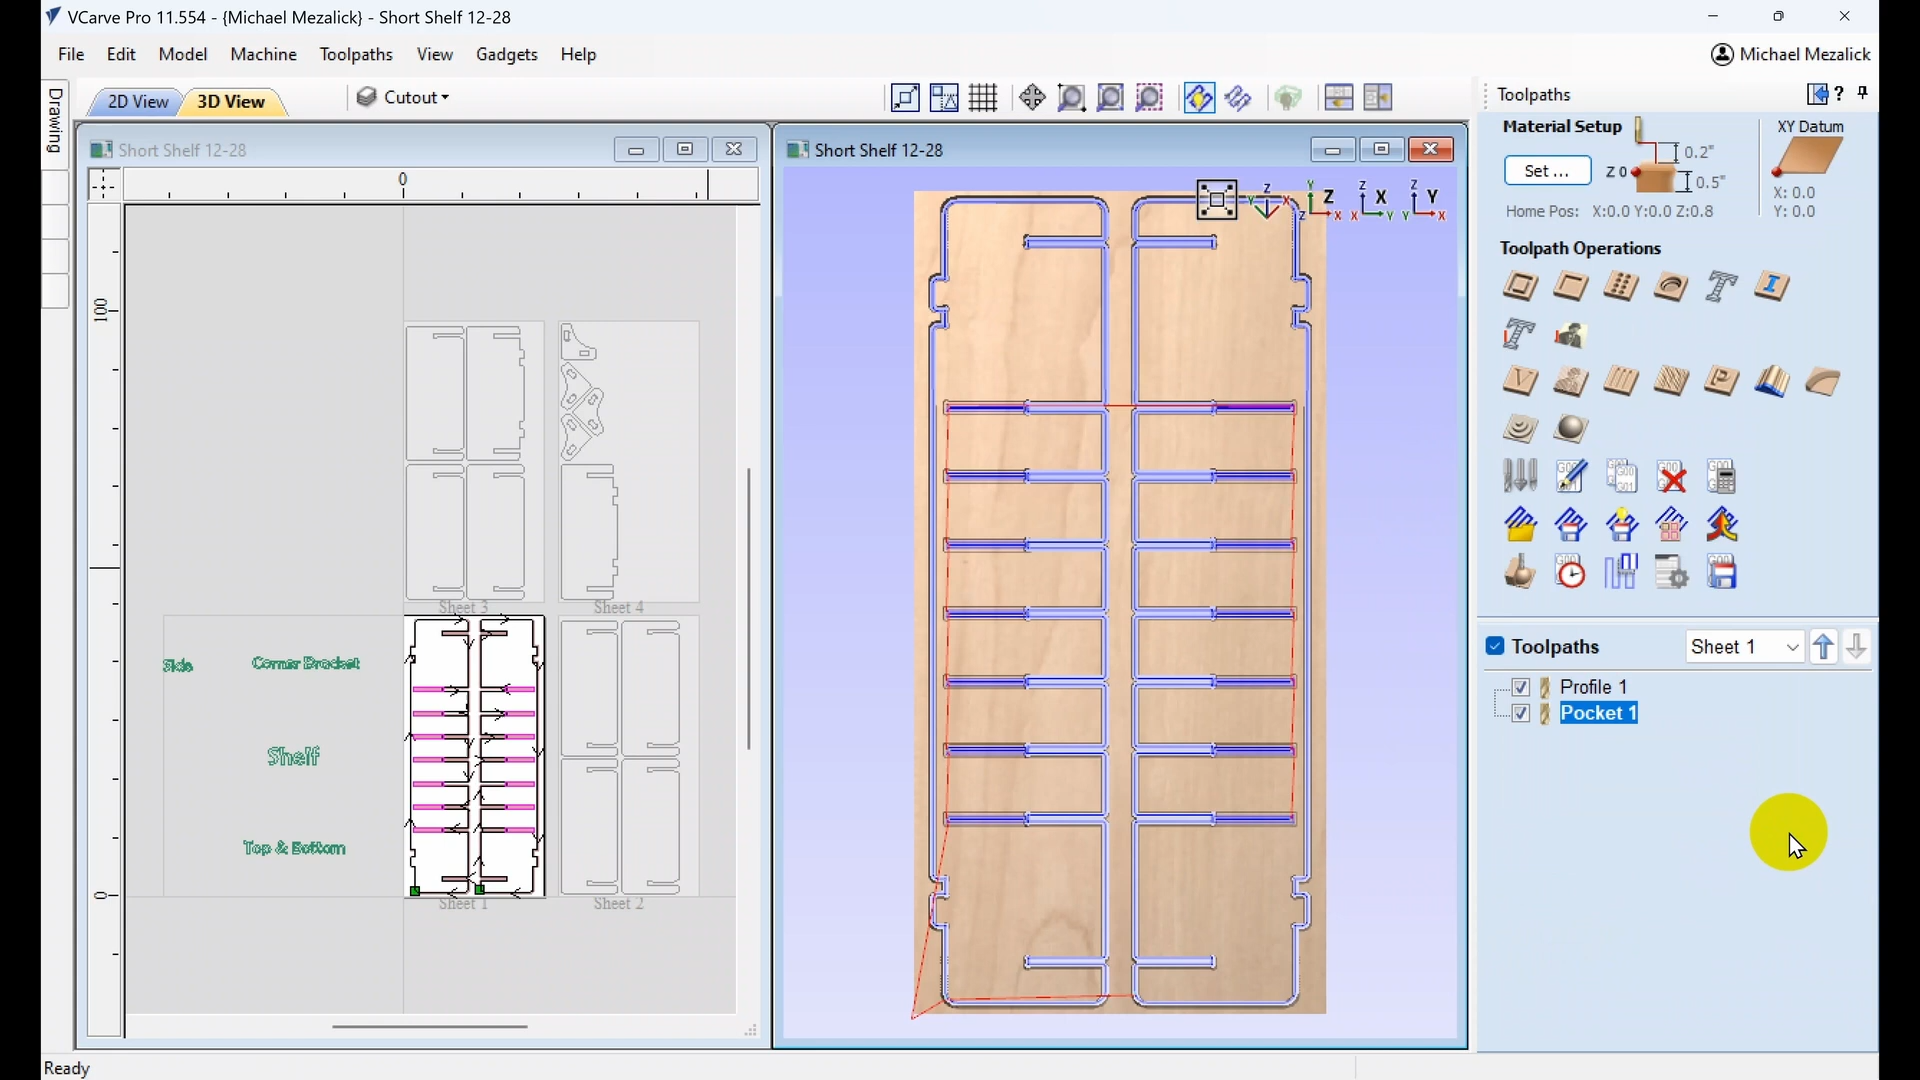 VCarve Pro 11.554 - {Michael Mezalick} - Short Shelf 12-28
File Edit Model Machine Toolpaths View Gadgets Help
Michael Mezalick
Drawing
2D View 3D View Cutout
Toolpaths
Short Shelf 12-28
0
100
0
Sheet 3 Sheet 4
Side Corner Bracket
Shelf
Top & Bottom
Sheet 1 Sheet 2
Short Shelf 12-28
Z X Y
Material Setup
Set ...
Z 0
0.2"
0.5"
XY Datum
X: 0.0
Y: 0.0
Home Pos: X:0.0 Y:0.0 Z:0.8
Toolpath Operations
Toolpaths Sheet 1
Profile 1
Pocket 1
Ready